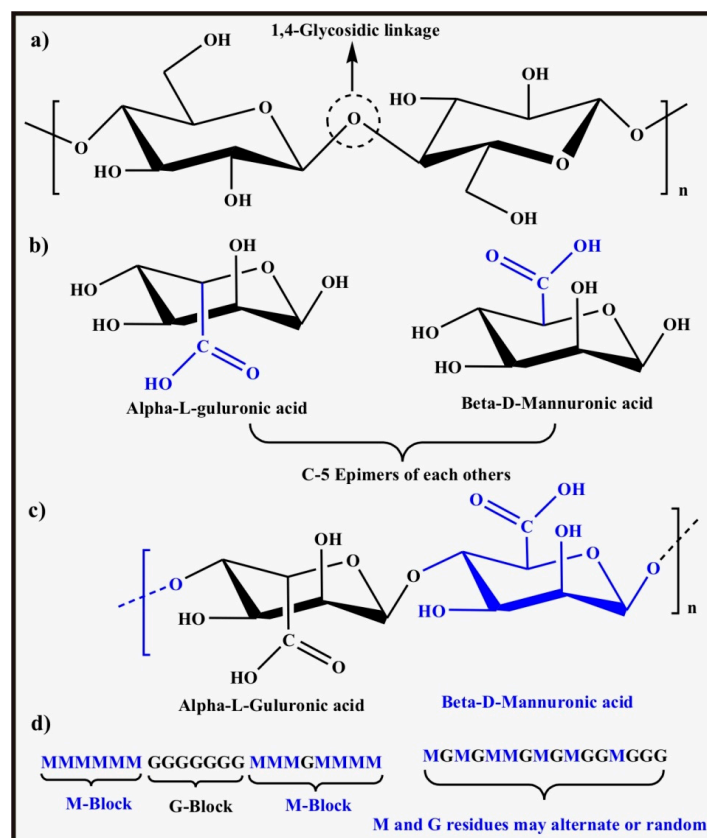 a)
1,4-Glycosidic linkage
OH
OH
HO
O
O
O
O
O
HO
OH
HO
OH
OH
n
b)
OH
O
OH
HO
HO
C
HO
O
Alpha-L-guluronic acid
O
OH
C
OH
O
OH
HO
HO
Beta-D-Mannuronic acid
C-5 Epimers of each others
c)
OH
O
O
HO
C
HO
O
O
O
OH
C
OH
O
O
HO
n
Alpha-L-Guluronic acid
Beta-D-Mannuronic acid
d)
MMMMMM GGGGGGG MMMGMMMM
M-Block
G-Block
M-Block
MGMGMMGMGMGGMGGG
M and G residues may alternate or random